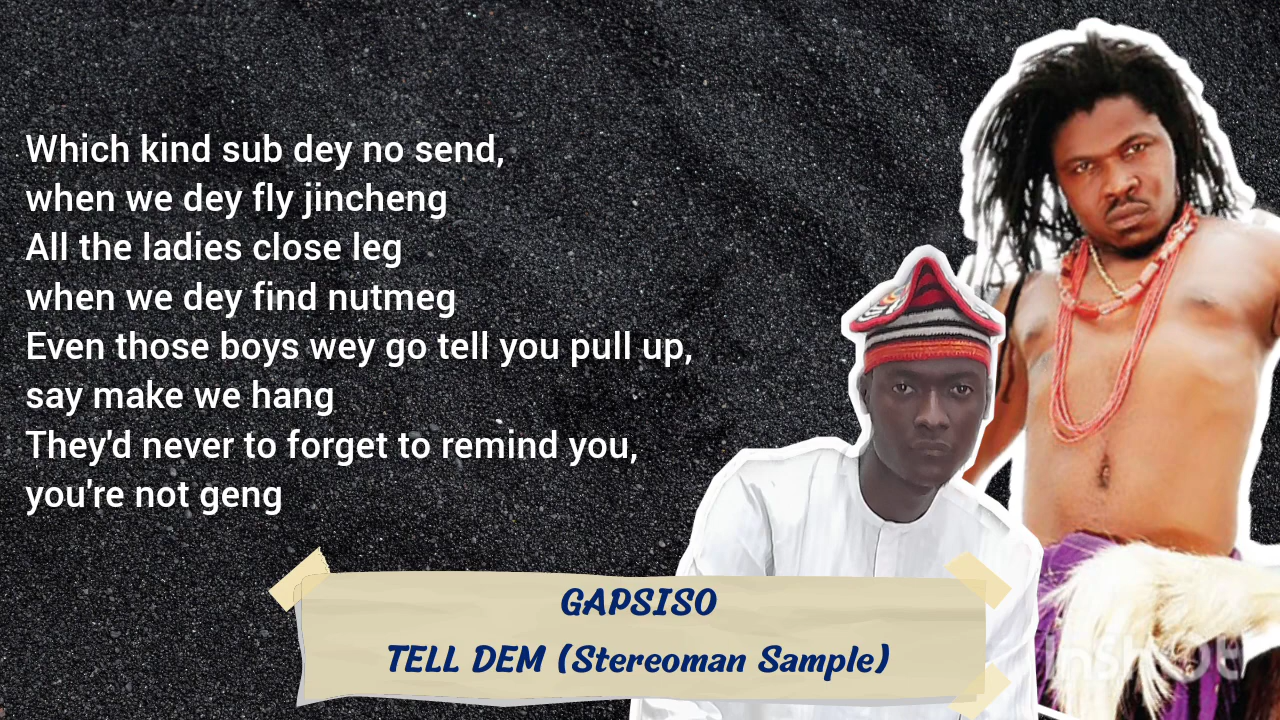 Which kind sub dey no send,
when we dey fly jincheng
All the ladies close leg
when we dey find nutmeg
Even those boys wey go tell you pull up,
say make we hang
They'd never to forget to remind you,
you're not geng
GAPSISO
TELL DEM (Stereoman Sample)
InShOt